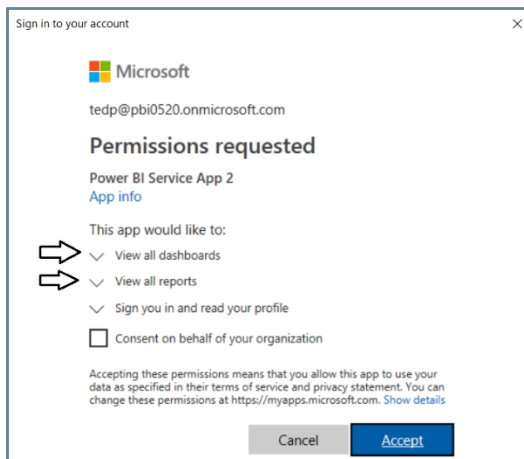 Sign in to your account
Microsoft
tedp@pbi0520.onmicrosoft.com
Permissions requested
Power BI Service App 2
App info
This app would like to:
View all dashboards
View all reports
Sign you in and read your profile
Consent on behalf of your organization
Accepting these permissions means that you allow this app to use your
data as specified in their terms of service and privacy statement. You can
change these permissions at https://myapps.microsoft.com. Show details
Cancel
Accept